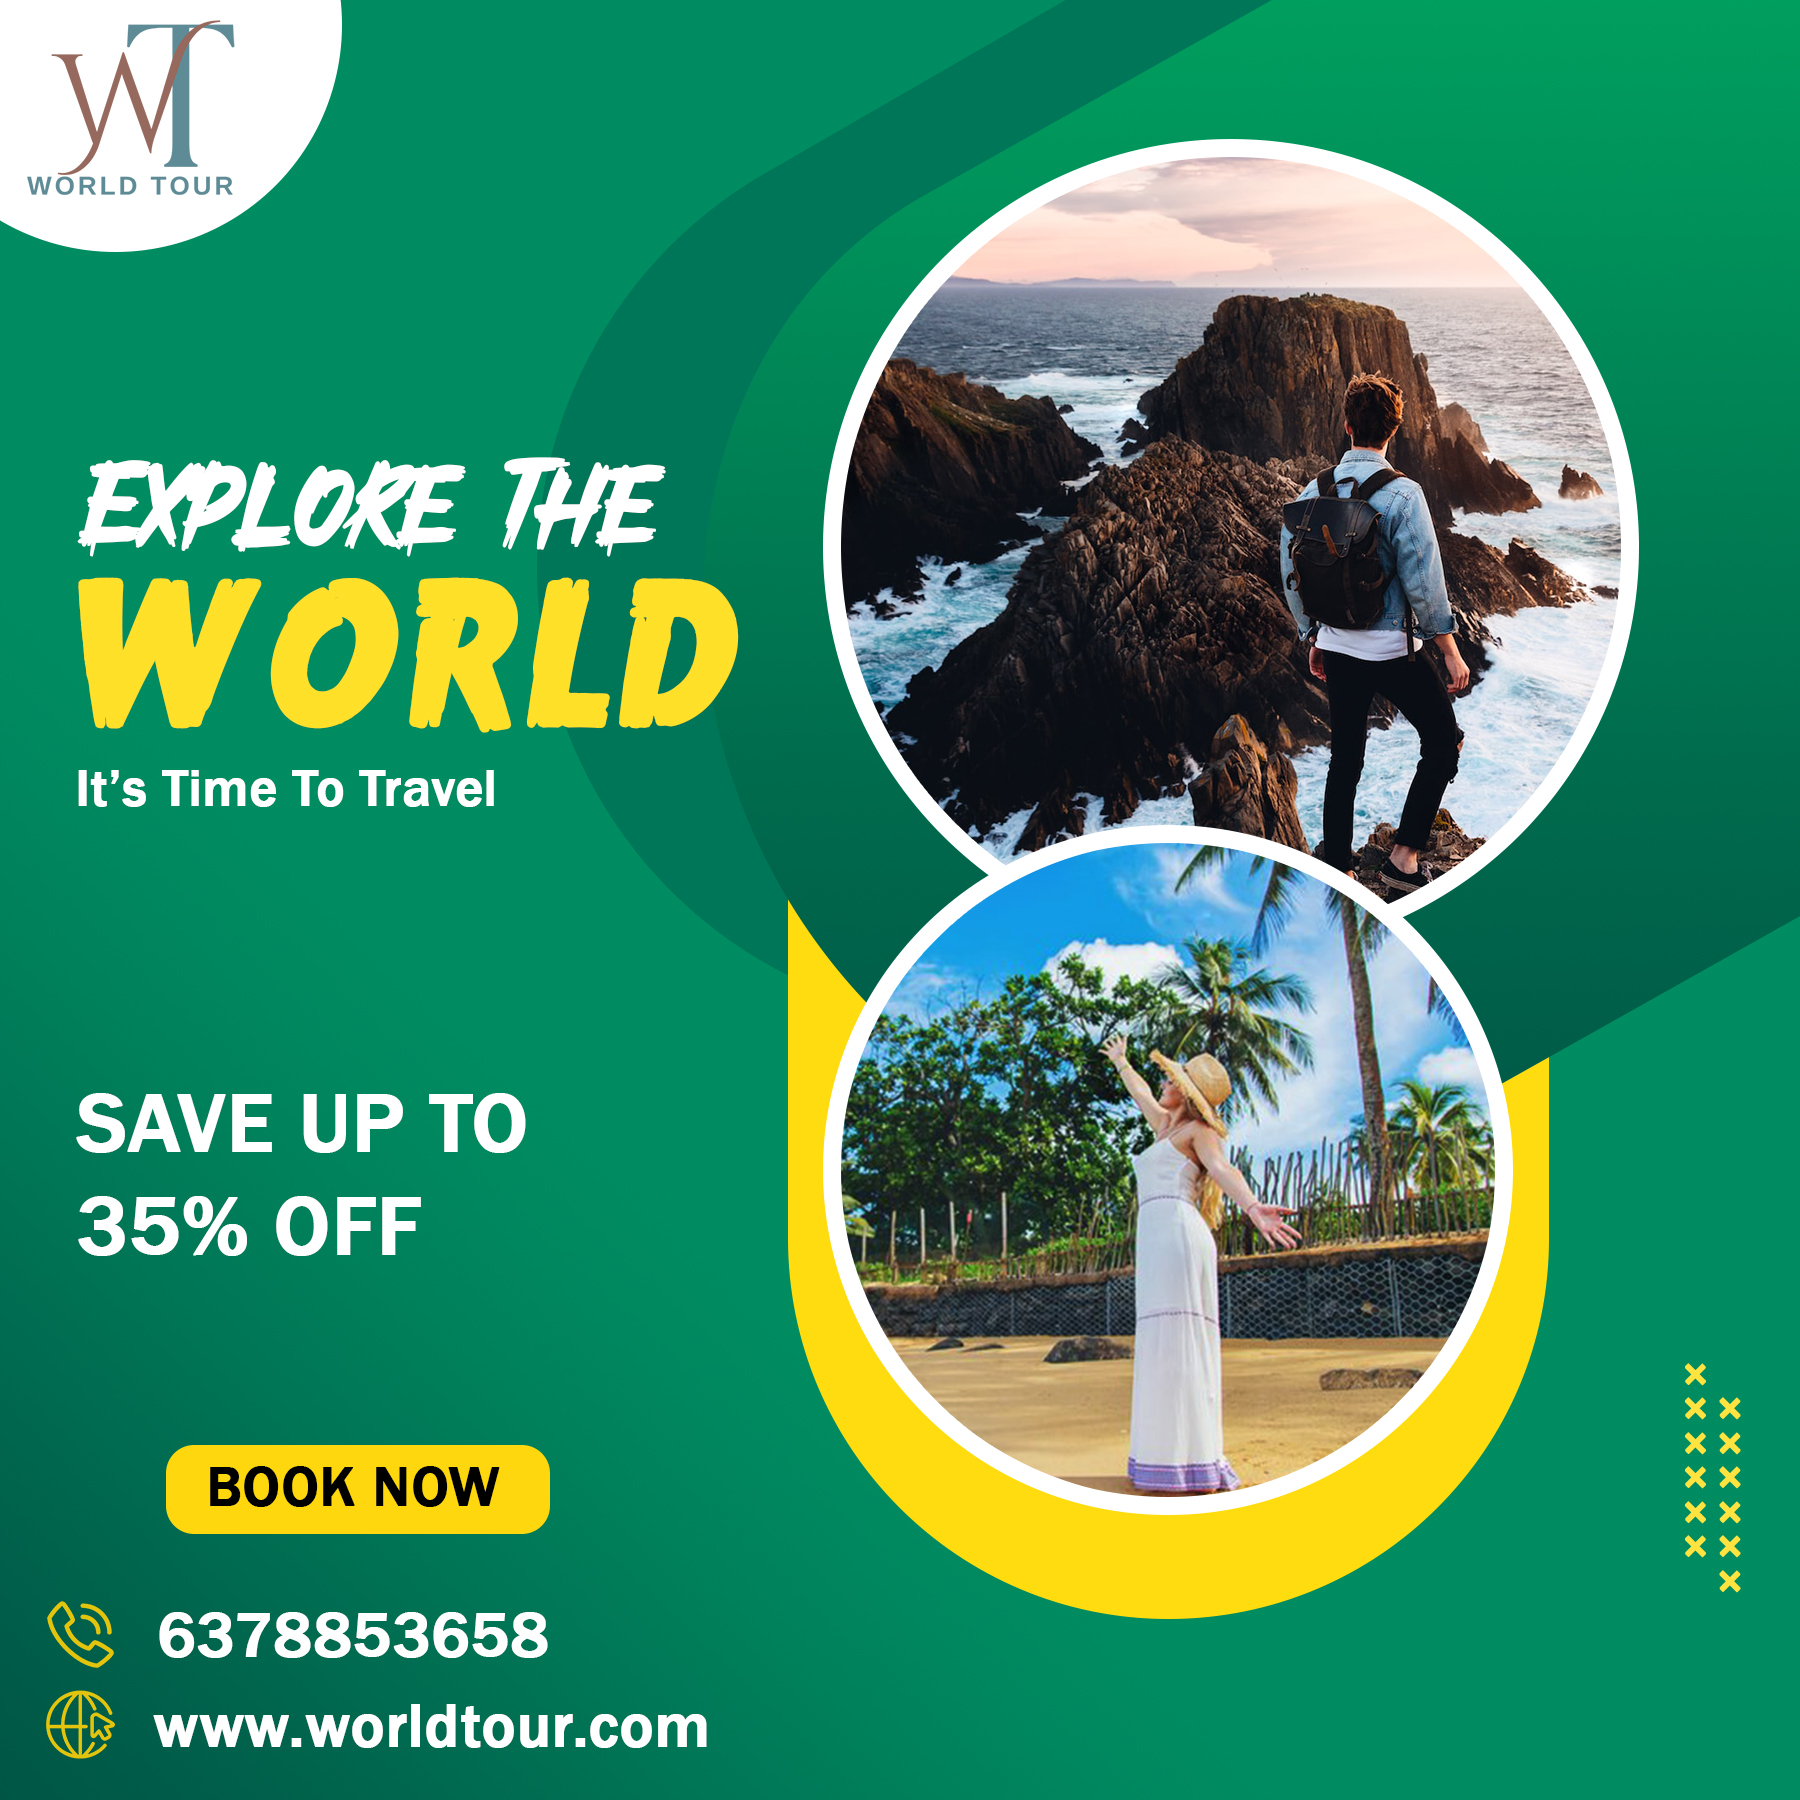 WT
WORLD TOUR
EXPLORE THE
WORLD
It's Time To Travel
SAVE UP TO
35% OFF
BOOK NOW
6378853658
www.worldtour.com